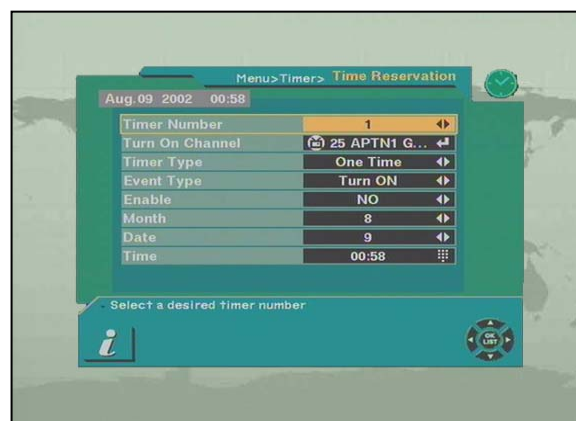 Menu>Timer> Time Reservation
Aug.09 2002 00:58
Timer Number 1
Turn On Channel 25 APTN1 G...
Timer Type One Time
Event Type Turn ON
Enable NO
Month 8
Date 9
Time 00:58
- Select a desired timer number
i
OK
LIST